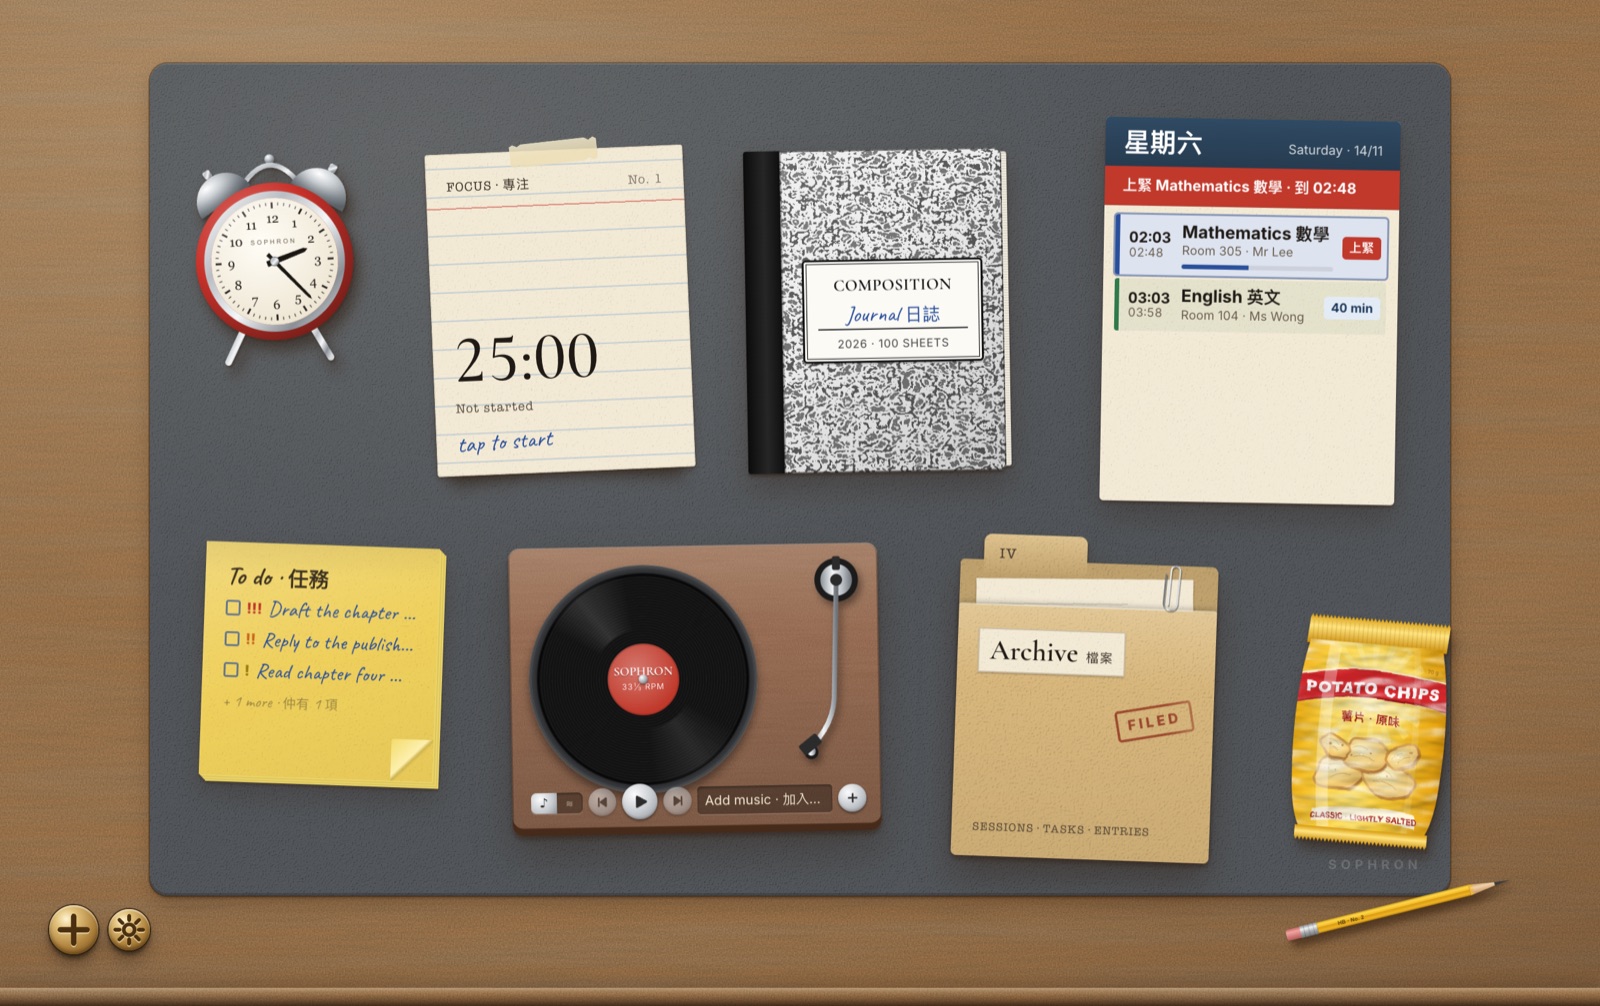 12
1
2
3
4
5
6
7
8
9
10
11
SOPHRON
FOCUS · 專注
No. 1
25:00
Not started
tap to start
COMPOSITION
Journal 日誌
2026 · 100 SHEETS
星期六
Saturday · 14/11
上緊 Mathematics 數學 · 到 02:48
02:03 Mathematics 數學
02:48 Room 305 · Mr Lee
上緊
03:03 English 英文
03:58 Room 104 · Ms Wong
40 min
To do · 任務
!!! Draft the chapter ...
!! Reply to the publish...
! Read chapter four ...
+ 1 more · 仲有 1 項
SOPHRON
33⅓ RPM
Add music · 加入...
IV
Archive 檔案
FILED
SESSIONS · TASKS · ENTRIES
POTATO CHIPS
薯片 · 原味
CLASSIC · LIGHTLY SALTED
SOPHRON
HB · No. 2